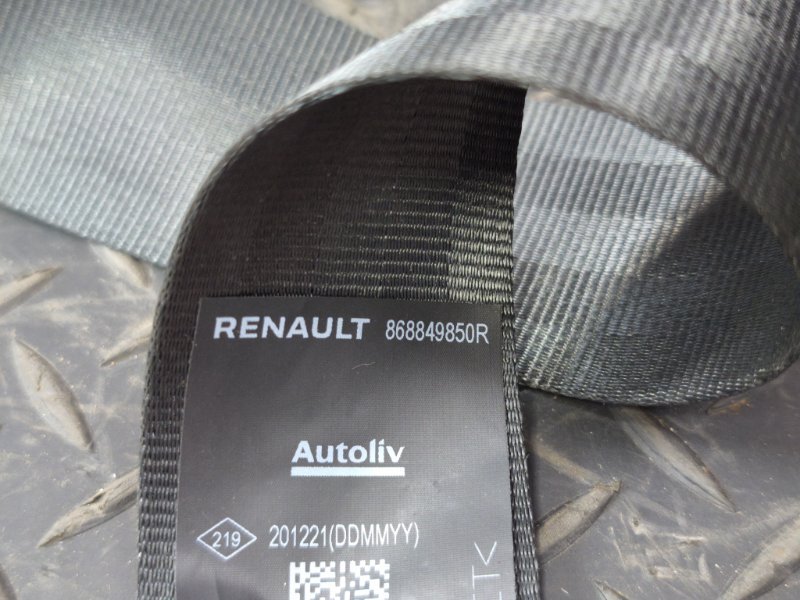 RENAULT 868849850R
Autoliv
219 201221(DDMMYY)